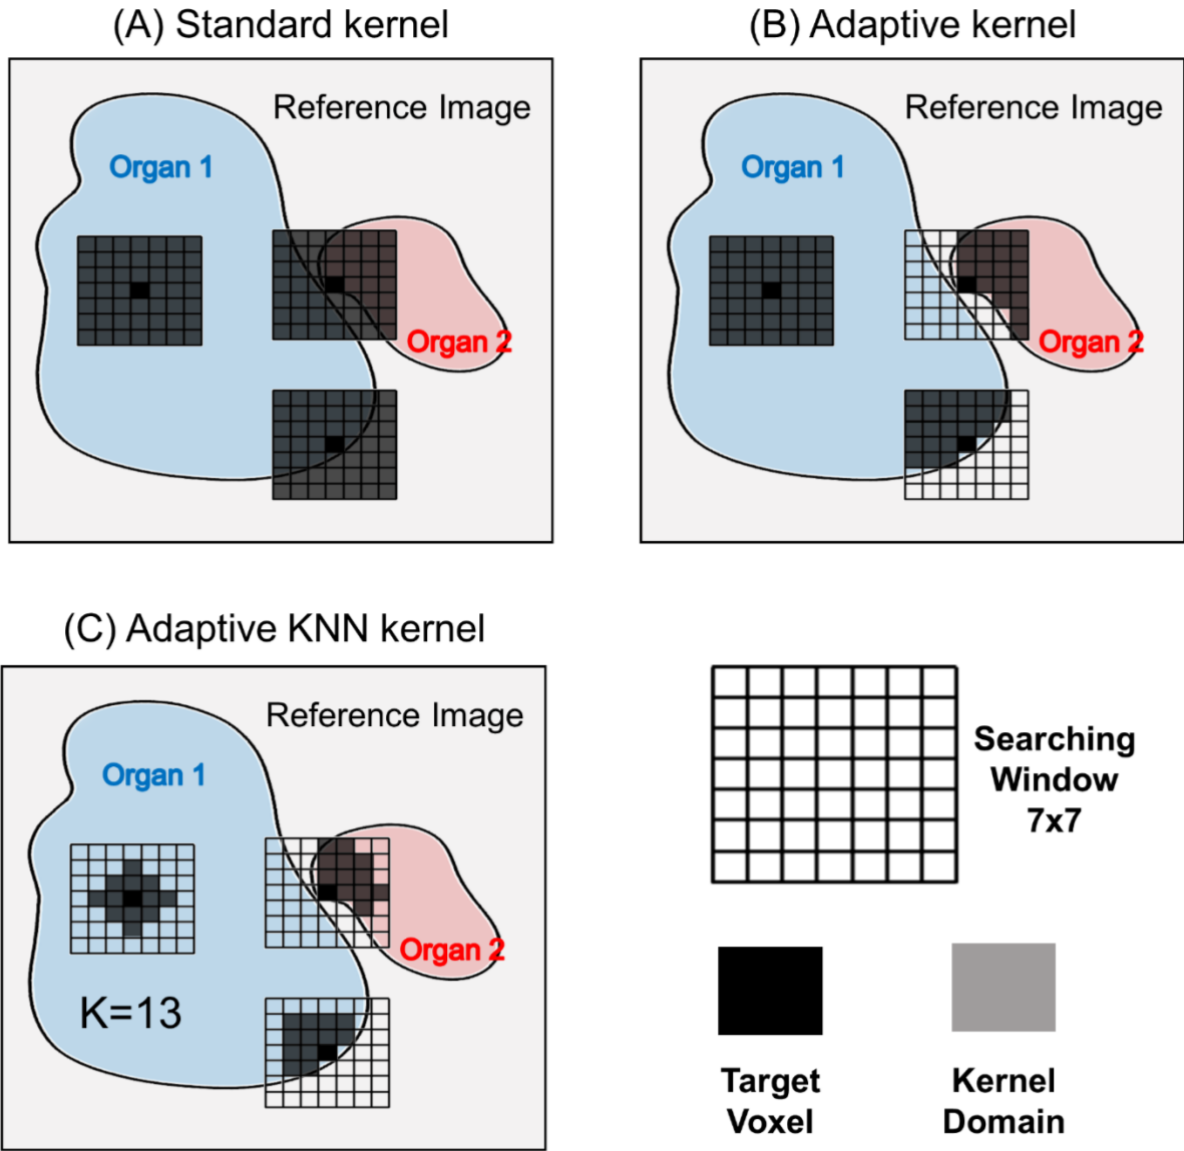 (A) Standard kernel
Reference Image
Organ 1
Organ 2
(B) Adaptive kernel
Reference Image
Organ 1
Organ 2
(C) Adaptive KNN kernel
Reference Image
Organ 1
Organ 2
K=13
Searching
Window
7x7
Target
Voxel
Kernel
Domain